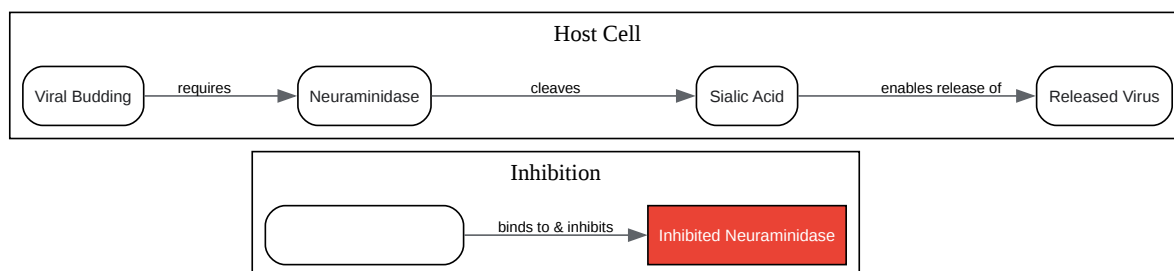 Host Cell
Viral Budding
requires
Neuraminidase
cleaves
Sialic Acid
enables release of
Released Virus
Inhibition
binds to & inhibits
Inhibited Neuraminidase